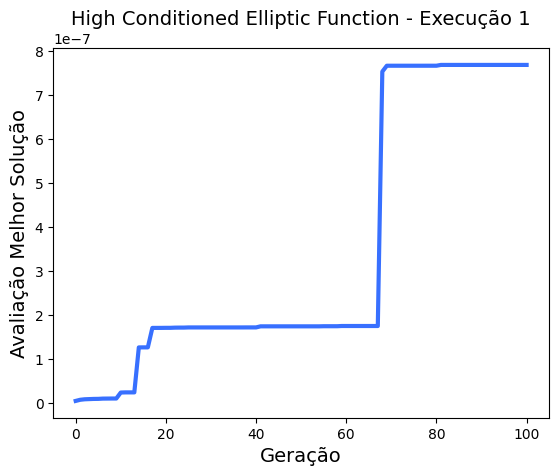 High Conditioned Elliptic Function - Execução 1
1e−7
8
7
6
5
4
3
2
1
0
Avaliação Melhor Solução
0 20 40 60 80 100
Geração